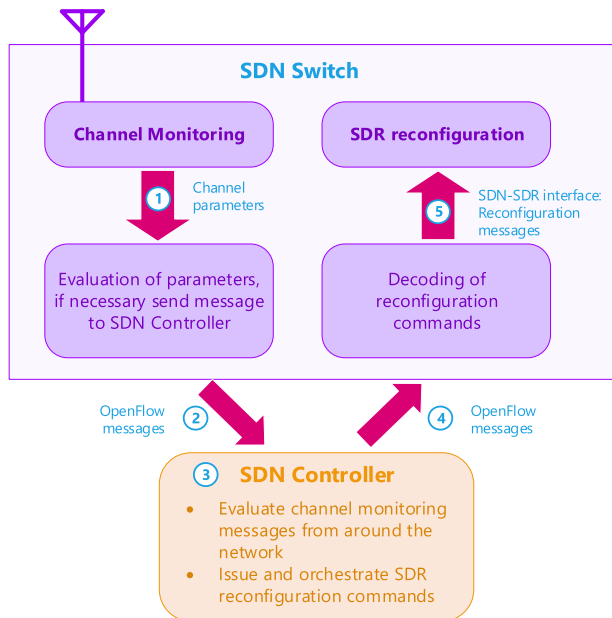 SDN Switch
Channel Monitoring
SDR reconfiguration
1
Channel
parameters
5
SDN-SDR interface:
Reconfiguration
messages
Evaluation of parameters,
if necessary send message
to SDN Controller
Decoding of
reconfiguration
commands
OpenFlow
messages
2
4
OpenFlow
messages
3
SDN Controller
• Evaluate channel monitoring
messages from around the
network
• Issue and orchestrate SDR
reconfiguration commands